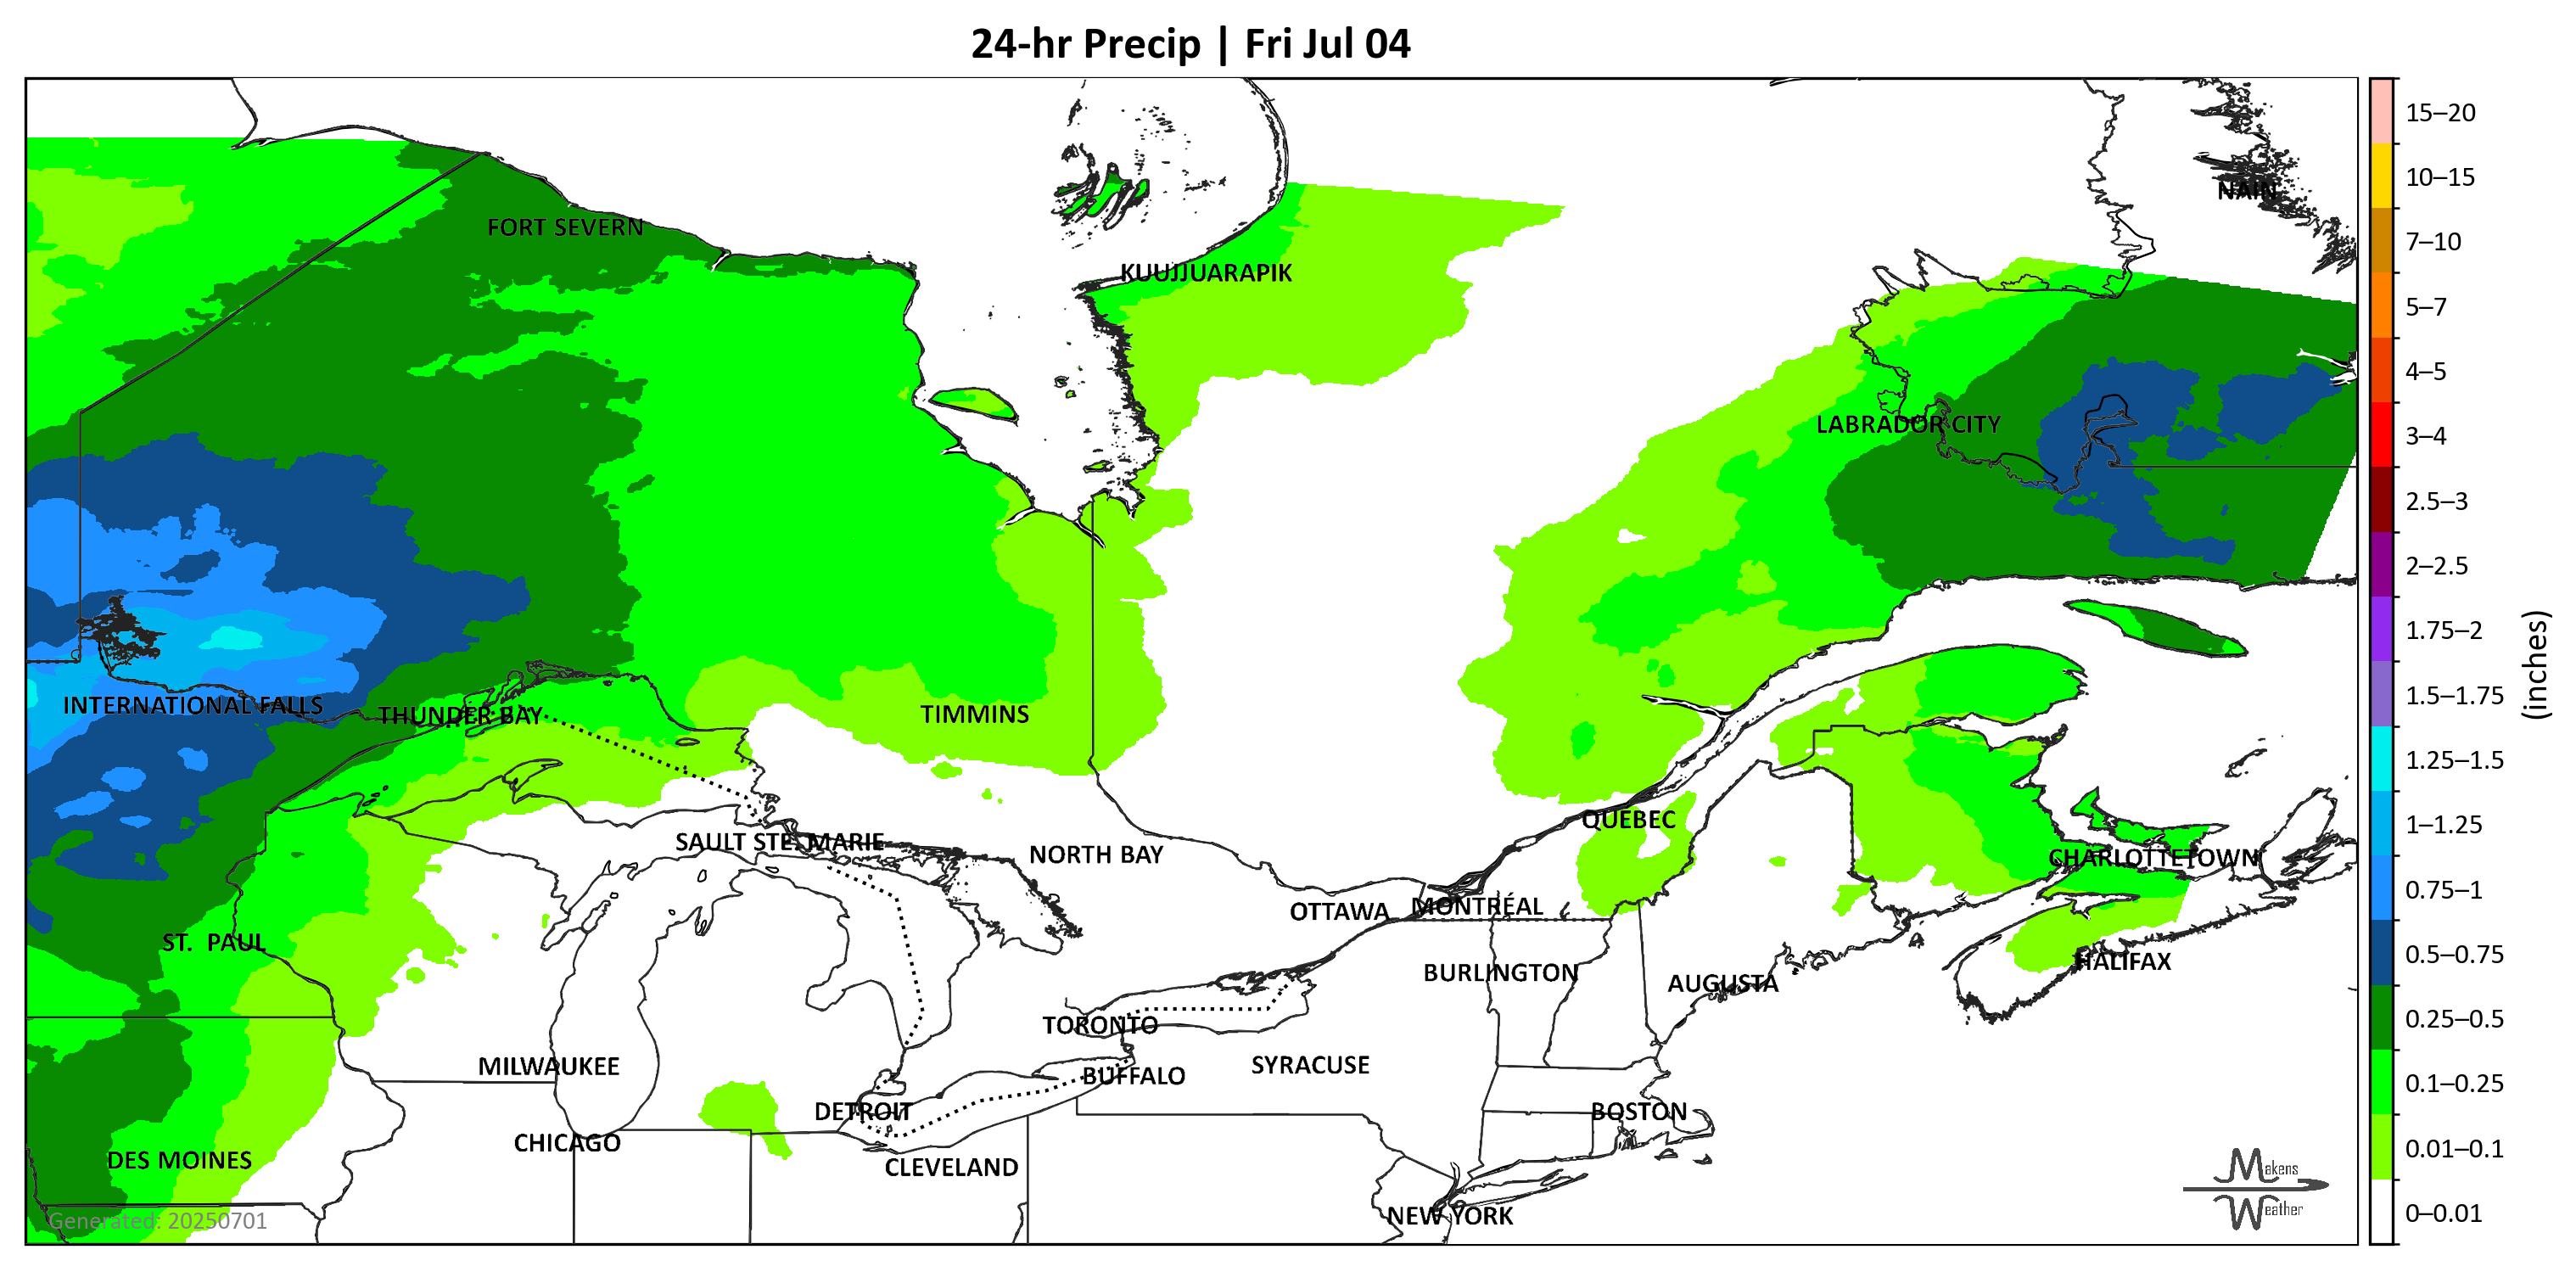 24-hr Precip | Fri Jul 04
15–20
10–15
7–10
5–7
4–5
3–4
2.5–3
2–2.5
1.75–2
1.5–1.75
1.25–1.5
1–1.25
0.75–1
0.5–0.75
0.25–0.5
0.1–0.25
0.01–0.1
0–0.01
(inches)
NAIN
FORT SEVERN
KUUJJUARAPIK
LABRADOR CITY
INTERNATIONAL FALLS
THUNDER BAY
TIMMINS
QUEBEC
SAULT STE. MARIE
NORTH BAY
CHARLOTTETOWN
OTTAWA
MONTRÉAL
ST. PAUL
HALIFAX
BURLINGTON
AUGUSTA
TORONTO
MILWAUKEE
BUFFALO
SYRACUSE
DETROIT
BOSTON
CHICAGO
DES MOINES
CLEVELAND
NEW YORK
Generated: 20250701
Makens
Weather